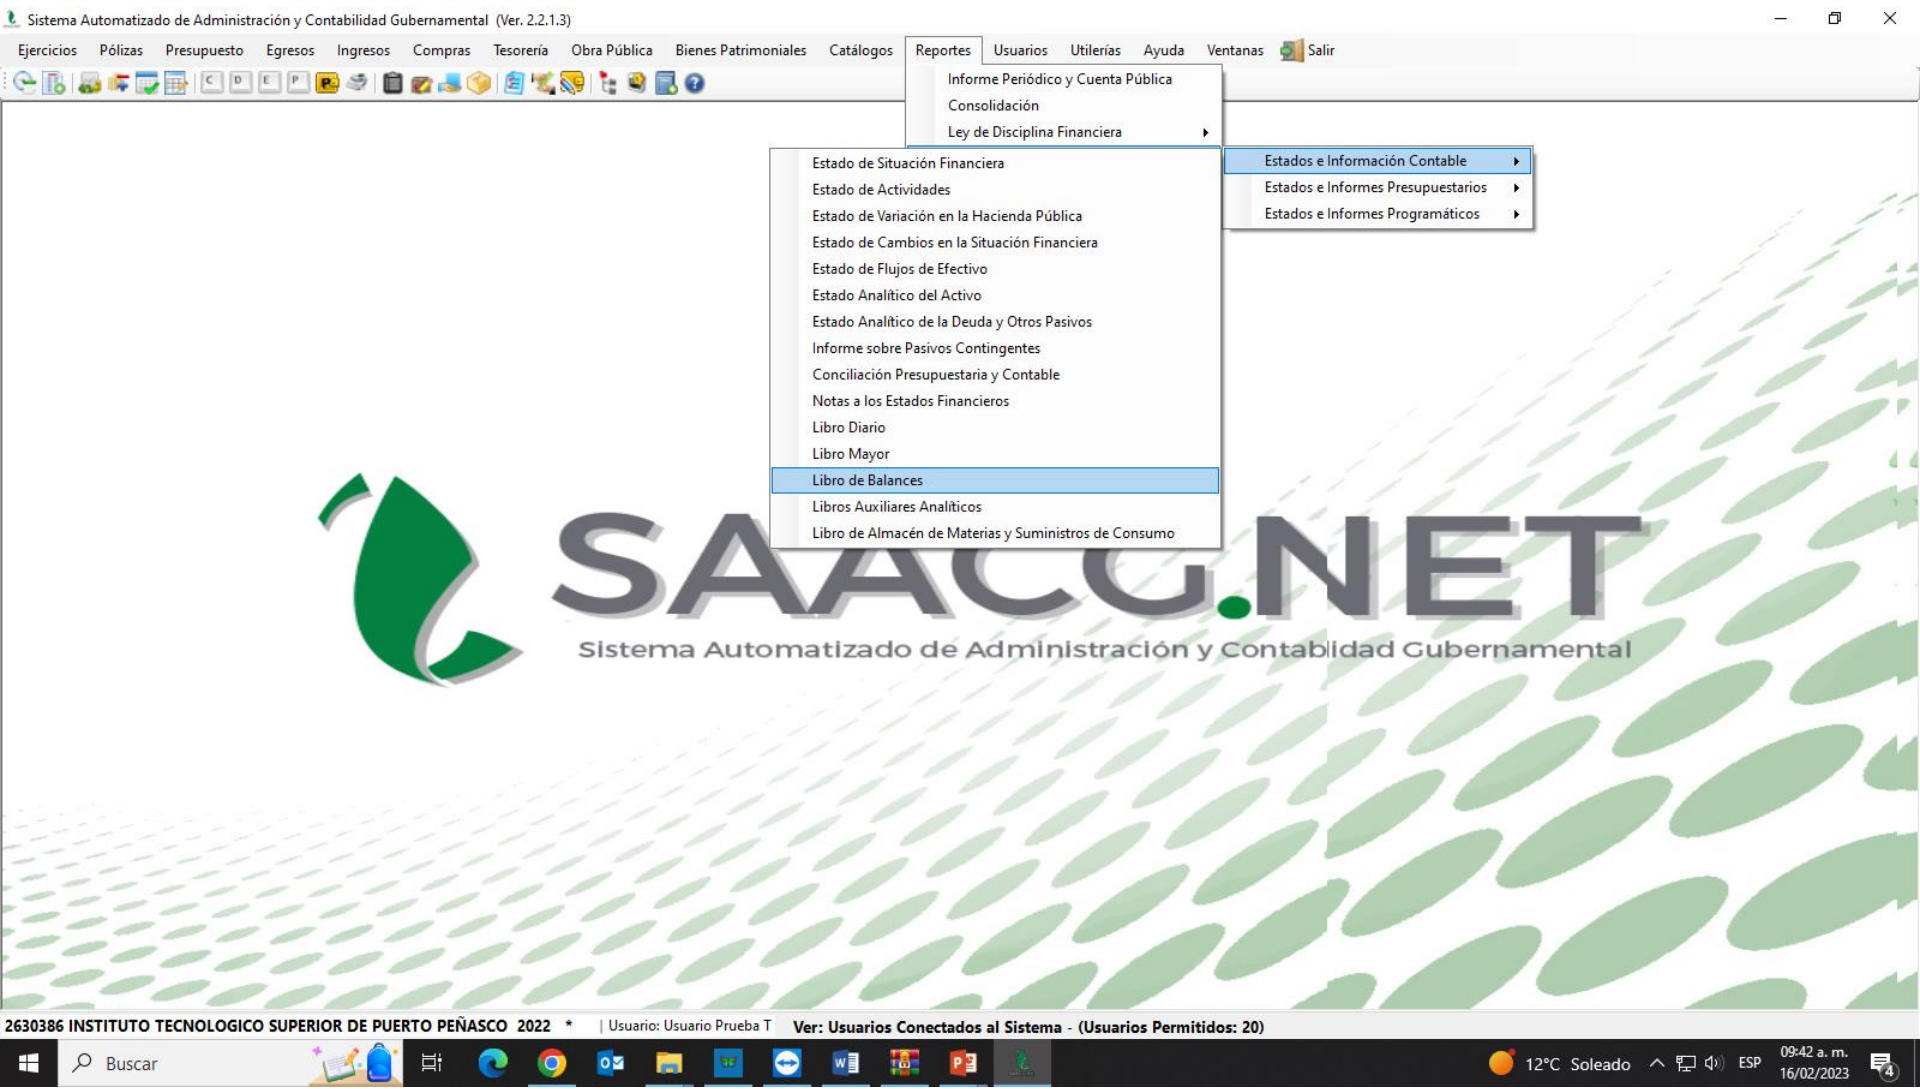 Sistema Automatizado de Administración y Contabilidad Gubernamental (Ver. 2.2.1.3)
Ejercicios Pólizas Presupuesto Egresos Ingresos Compras Tesorería Obra Pública Bienes Patrimoniales Catálogos Reportes Usuarios Utilerías Ayuda Ventanas Salir
C D E P
Informe Periódico y Cuenta Pública
Consolidación
Ley de Disciplina Financiera
Estados e Información Contable
Estados e Informes Presupuestarios
Estados e Informes Programáticos
Estado de Situación Financiera
Estado de Actividades
Estado de Variación en la Hacienda Pública
Estado de Cambios en la Situación Financiera
Estado de Flujos de Efectivo
Estado Analítico del Activo
Estado Analítico de la Deuda y Otros Pasivos
Informe sobre Pasivos Contingentes
Conciliación Presupuestaria y Contable
Notas a los Estados Financieros
Libro Diario
Libro Mayor
Libro de Balances
Libros Auxiliares Analíticos
Libro de Almacén de Materias y Suministros de Consumo
SAACG.NET
Sistema Automatizado de Administración y Contablidad Gubernamental
2630386 INSTITUTO TECNOLOGICO SUPERIOR DE PUERTO PEÑASCO 2022 * | Usuario: Usuario Prueba T Ver: Usuarios Conectados al Sistema - (Usuarios Permitidos: 20)
Buscar
12°C Soleado ESP
09:42 a. m.
16/02/2023
4